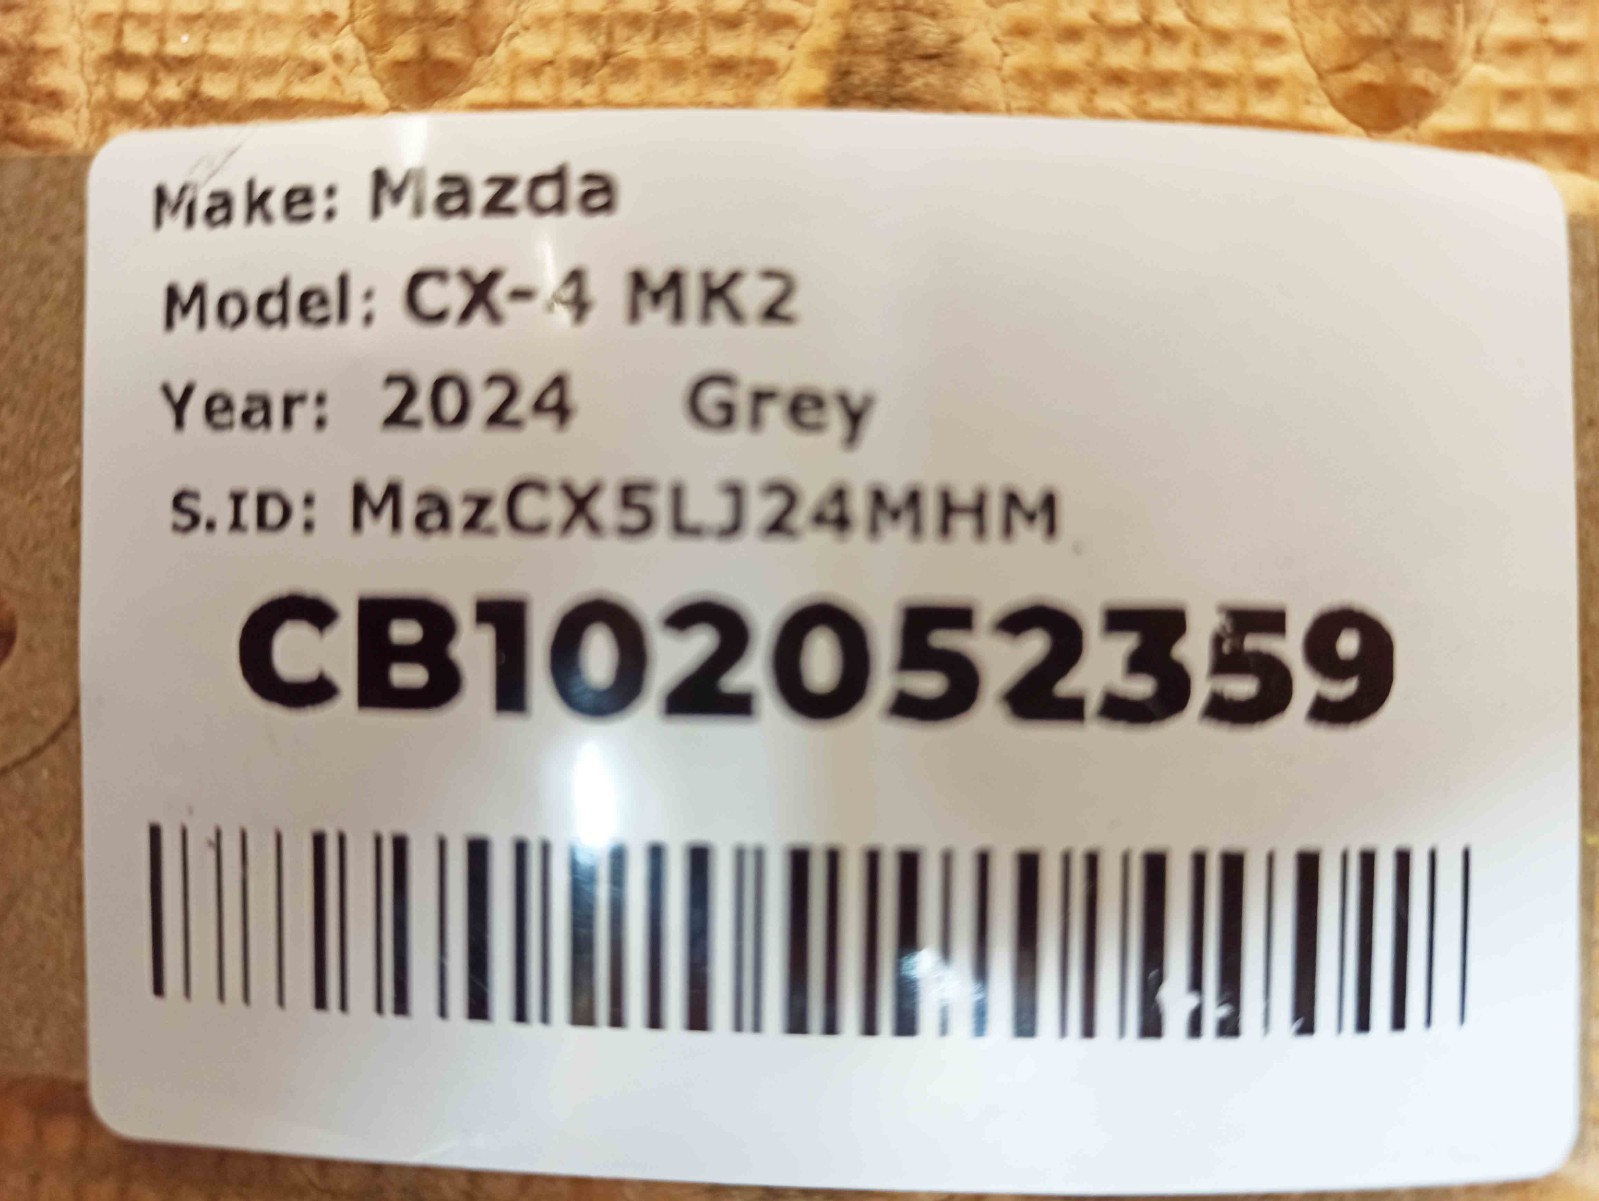 Make: Mazda
Model: CX-4 MK2
Year: 2024 Grey
S.ID: MazCX5LJ24MHM
CB102052359